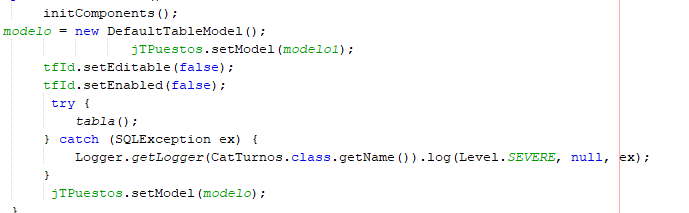 initComponents();
modelo = new DefaultTableModel();
jTPuestos.setModel(modelo1);
tfId.setEditable(false);
tfId.setEnabled(false);
try {
tabla();
} catch (SQLException ex) {
Logger.getLogger(CatTurnos.class.getName()).log(Level.SEVERE, null, ex);
}
jTPuestos.setModel(modelo);
}